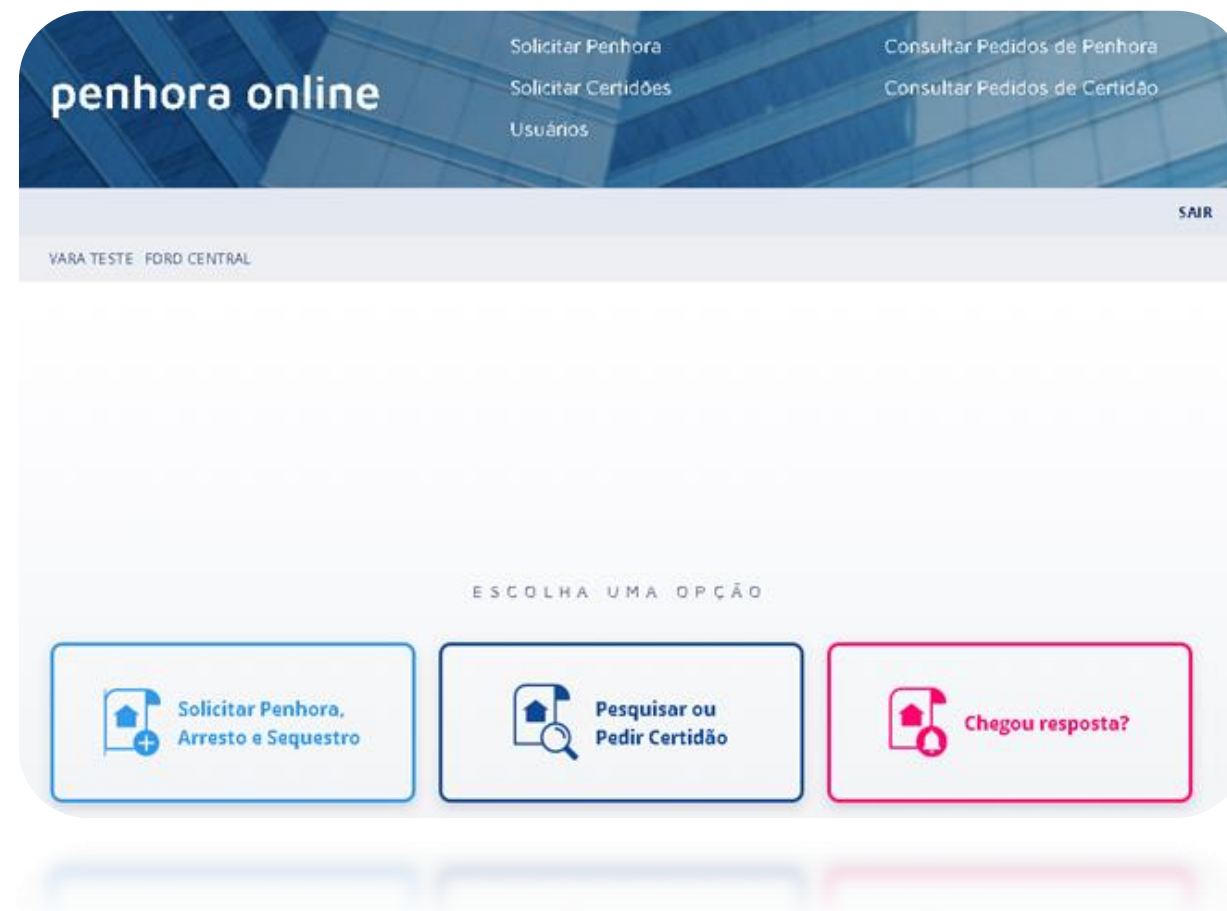 penhora online
Solicitar Penhora
Solicitar Certidões
Usuários
Consultar Pedidos de Penhora
Consultar Pedidos de Certidão
SAIR
VARA TESTE FORO CENTRAL
ESCOLHA UMA OPÇÃO
Solicitar Penhora,
Arresto e Sequestro
Pesquisar ou
Pedir Certidão
Chegou resposta?